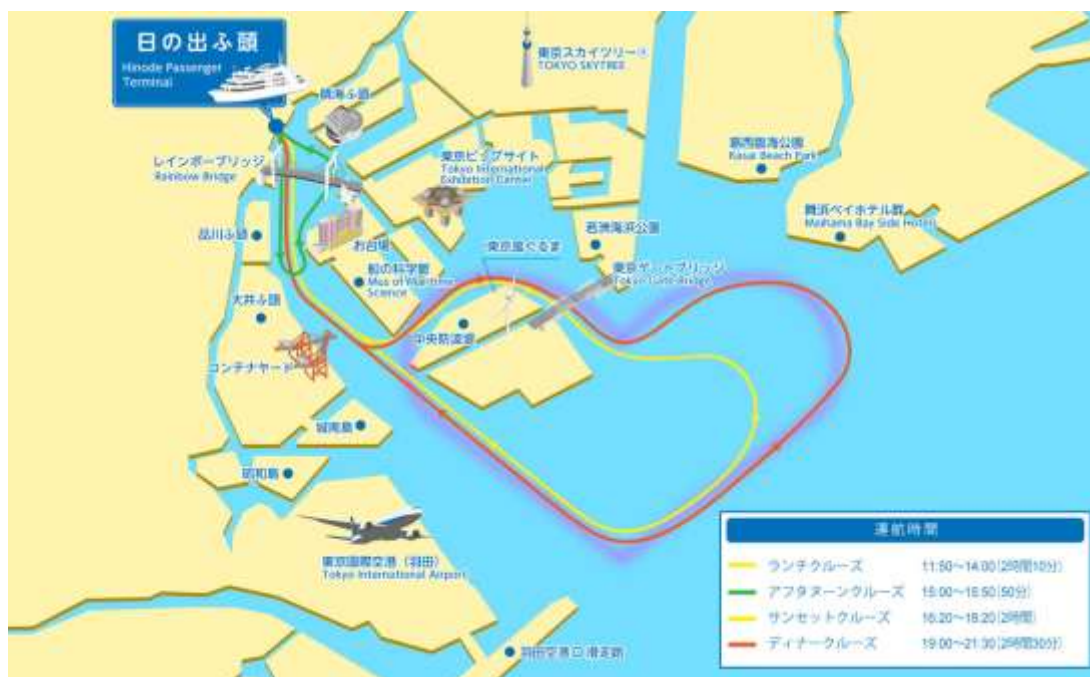 日の出ふ頭
Hinode Passenger
Terminal
晴海ふ頭
東京スカイツリー®
TOKYO SKYTREE
レインボーブリッジ
Rainbow Bridge
東京ビッグサイト
Tokyo International
Exhibition Center
葛西臨海公園
Kasai Beach Park
舞浜ベイホテル群
Maihama Bay Side Hotels
品川ふ頭
お台場
若洲海浜公園
東京風ぐるま
船の科学館
Mus of Maritime
Science
東京ゲートブリッジ
Tokyo Gate Bridge
大井ふ頭
中央防波堤
コンテナヤード
城南島
昭和島
東京国際空港（羽田）
Tokyo International Airport
羽田空港D 滑走路
運航時間
ランチクルーズ 11:50～14:00(2時間10分)
アフタヌーンクルーズ 15:00～15:50(50分)
サンセットクルーズ 16:20～18:20(2時間)
ディナークルーズ 19:00～21:30(2時間30分)